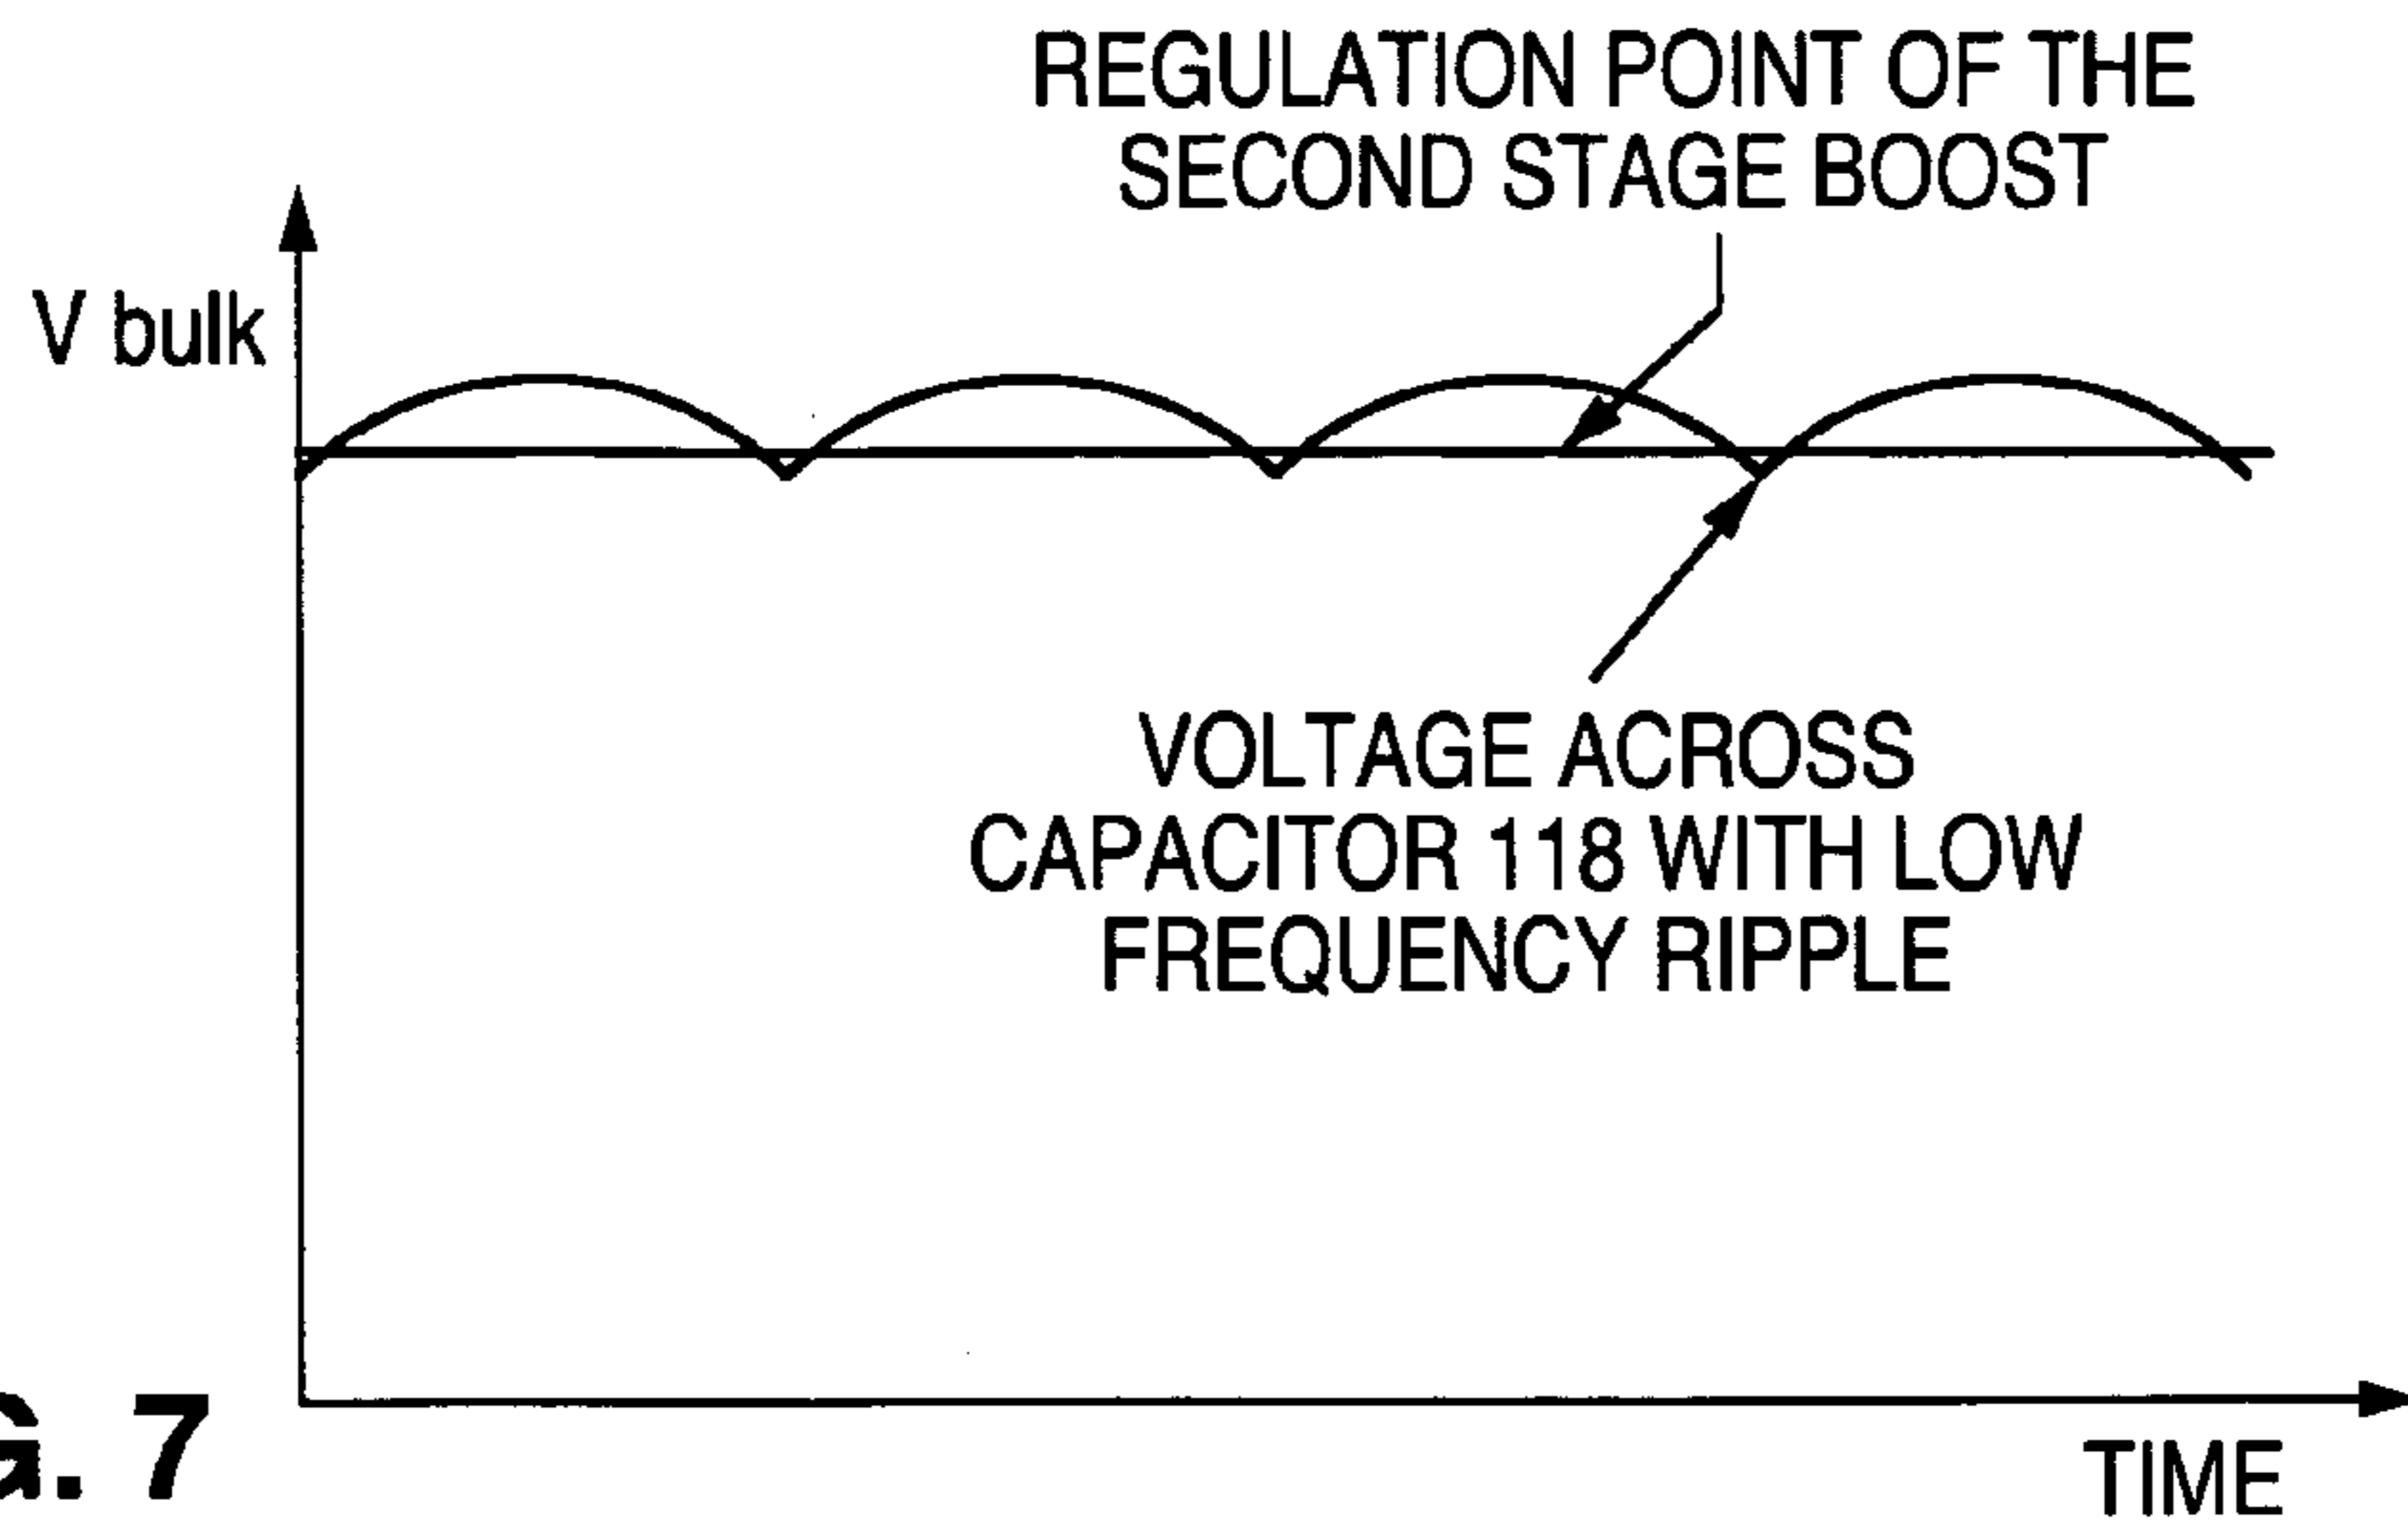 REGULATION POINT OF THE
SECOND STAGE BOOST
V bulk
VOLTAGE ACROSS
CAPACITOR 118 WITH LOW
FREQUENCY RIPPLE
G. 7
TIME